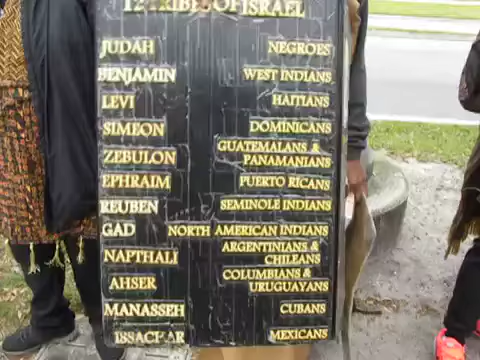 12 TRIBES OF ISRAEL
JUDAH NEGROES
BENJAMIN WEST INDIANS
LEVI HAITIANS
SIMEON DOMINICANS
ZEBULON GUATEMALANS & PANAMANIANS
EPHRAIM PUERTO RICANS
REUBEN SEMINOLE INDIANS
GAD NORTH AMERICAN INDIANS
NAPTHALI ARGENTINIANS & CHILEANS
AHSER COLUMBIANS & URUGUAYANS
MANASSEH CUBANS
ISSACHAR MEXICANS